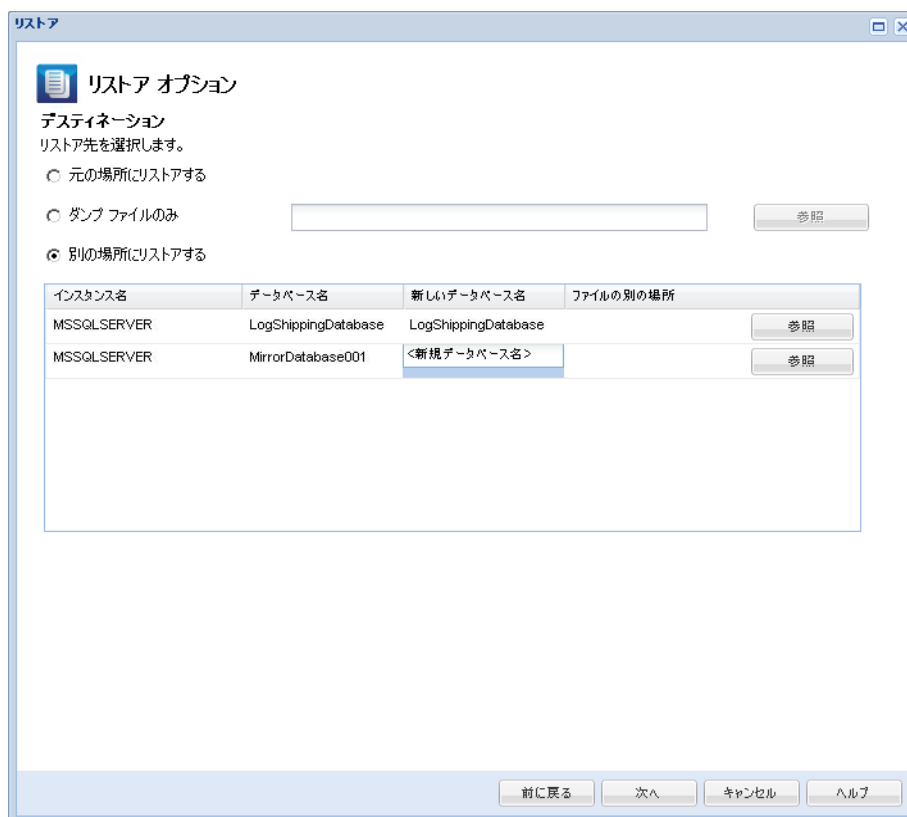 リストア
リストア オプション
デスティネーション
リストア先を選択します。
元の場所にリストアする
ダンプ ファイルのみ
参照
別の場所にリストアする
インスタンス名 データベース名 新しいデータベース名 ファイルの別の場所
MSSQLSERVER LogShippingDatabase LogShippingDatabase 参照
MSSQLSERVER MirrorDatabase001 <新規データベース名> 参照
前に戻る 次へ キャンセル ヘルプ